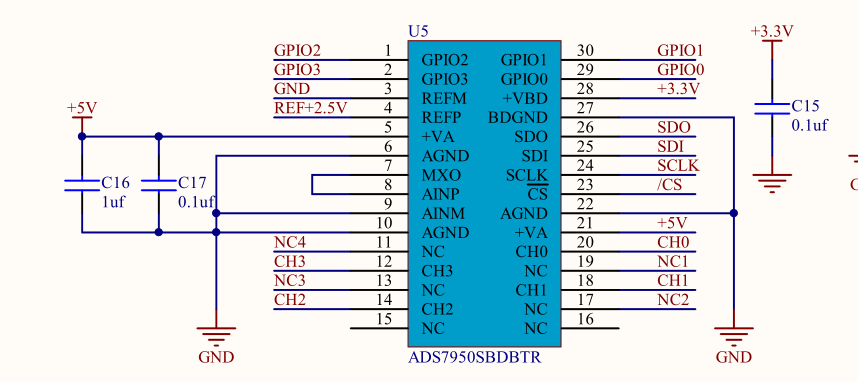 U5
+3.3V
GPIO2 1 GPIO2 GPIO1 30 GPIO1
GPIO3 2 GPIO3 GPIO0 29 GPIO0
GND 3 REFM +VBD 28 +3.3V
REF+2.5V 4 REFP BDGND 27
+5V
C15
0.1uf
5 +VA SDO 26 SDO
6 AGND SDI 25 SDI
7 MXO SCLK 24 SCLK
8 AINP CS 23 /CS
C16
1uf
C17
0.1uf
9 AINM AGND 22
10 AGND +VA 21 +5V
NC4 11 NC CH0 20 CH0
CH3 12 CH3 NC 19 NC1
NC3 13 NC CH1 18 CH1
CH2 14 CH2 NC 17 NC2
15 NC NC 16
GND
ADS7950SBDBTR
GND